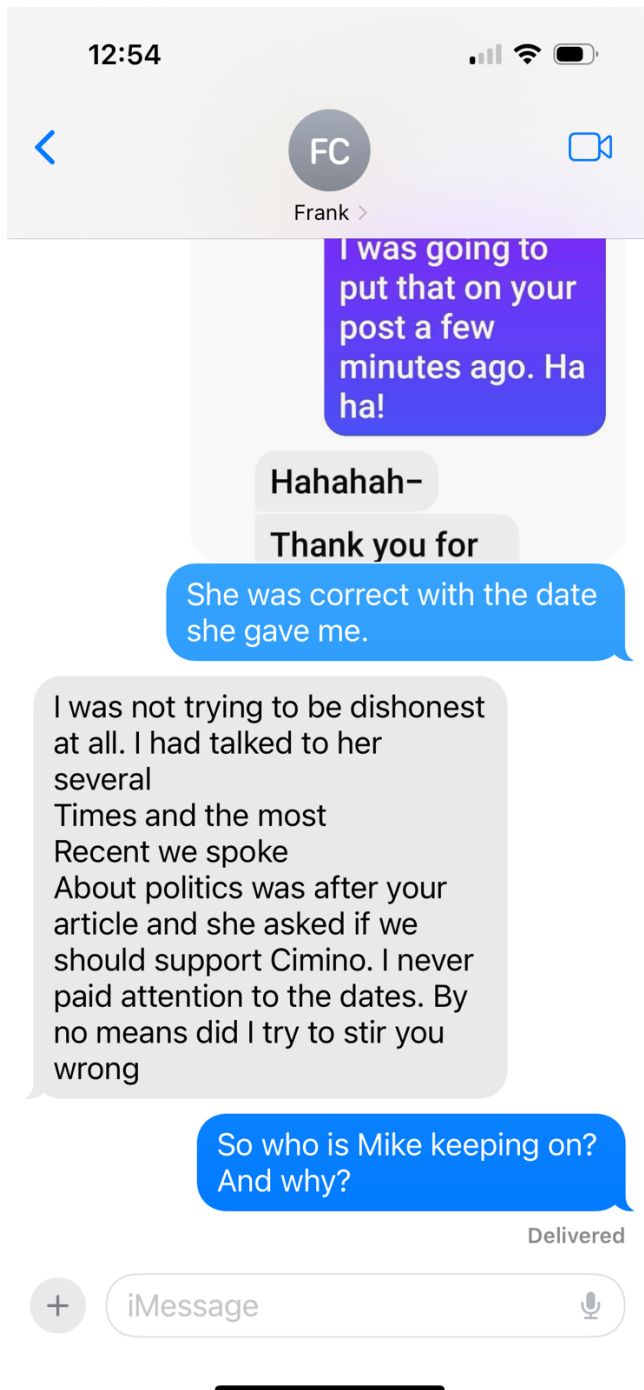 12:54
FC
Frank
I was going to
put that on your
post a few
minutes ago. Ha
ha!
Hahahah–
Thank you for
She was correct with the date
she gave me.
I was not trying to be dishonest
at all. I had talked to her
several
Times and the most
Recent we spoke
About politics was after your
article and she asked if we
should support Cimino. I never
paid attention to the dates. By
no means did I try to stir you
wrong
So who is Mike keeping on?
And why?
Delivered
iMessage